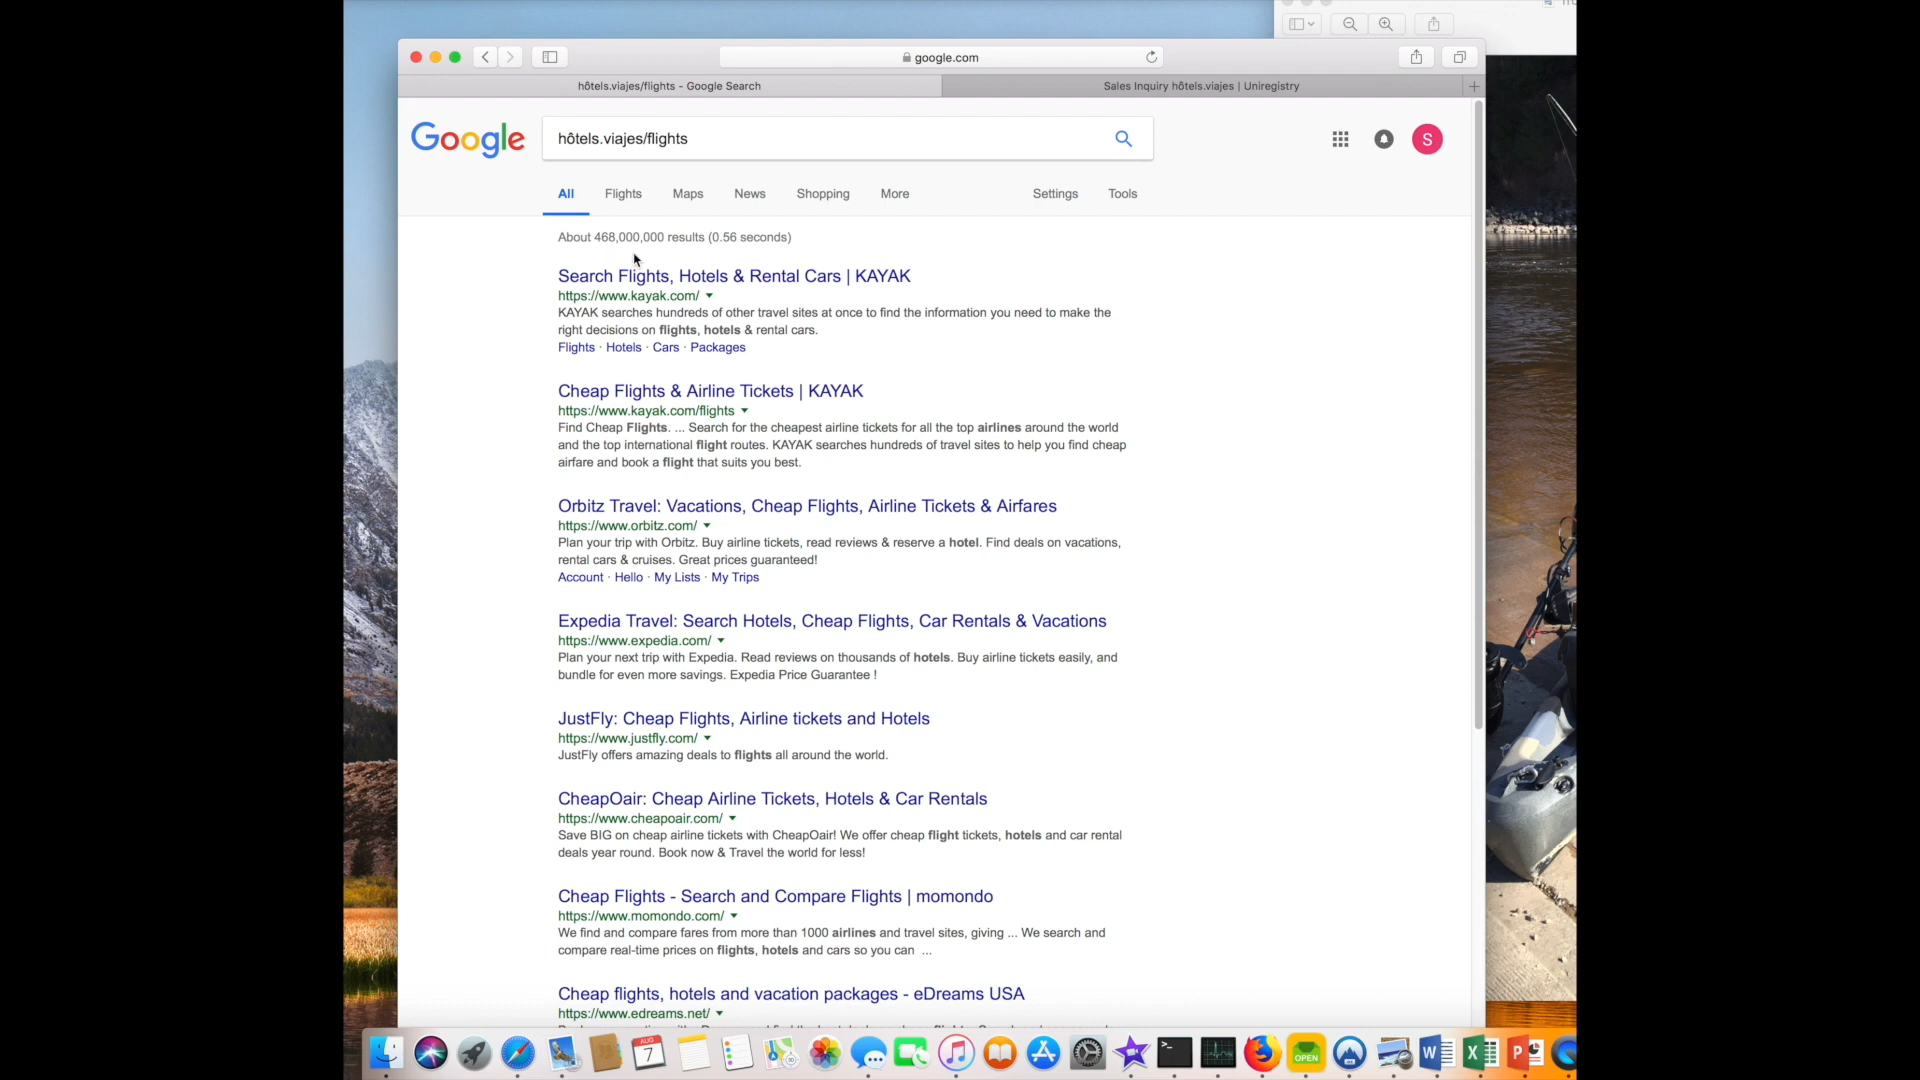 google.com
hôtels.viajes/flights - Google Search
Sales Inquiry hôtels.viajes | Uniregistry
Google
hôtels.viajes/flights
S
All Flights Maps News Shopping More Settings Tools
About 468,000,000 results (0.56 seconds)
Search Flights, Hotels & Rental Cars | KAYAK
https://www.kayak.com/
KAYAK searches hundreds of other travel sites at once to find the information you need to make the
right decisions on flights, hotels & rental cars.
Flights · Hotels · Cars · Packages
Cheap Flights & Airline Tickets | KAYAK
https://www.kayak.com/flights
Find Cheap Flights. ... Search for the cheapest airline tickets for all the top airlines around the world
and the top international flight routes. KAYAK searches hundreds of travel sites to help you find cheap
airfare and book a flight that suits you best.
Orbitz Travel: Vacations, Cheap Flights, Airline Tickets & Airfares
https://www.orbitz.com/
Plan your trip with Orbitz. Buy airline tickets, read reviews & reserve a hotel. Find deals on vacations,
rental cars & cruises. Great prices guaranteed!
Account · Hello · My Lists · My Trips
Expedia Travel: Search Hotels, Cheap Flights, Car Rentals & Vacations
https://www.expedia.com/
Plan your next trip with Expedia. Read reviews on thousands of hotels. Buy airline tickets easily, and
bundle for even more savings. Expedia Price Guarantee !
JustFly: Cheap Flights, Airline tickets and Hotels
https://www.justfly.com/
JustFly offers amazing deals to flights all around the world.
CheapOair: Cheap Airline Tickets, Hotels & Car Rentals
https://www.cheapoair.com/
Save BIG on cheap airline tickets with CheapOair! We offer cheap flight tickets, hotels and car rental
deals year round. Book now & Travel the world for less!
Cheap Flights - Search and Compare Flights | momondo
https://www.momondo.com/
We find and compare fares from more than 1000 airlines and travel sites, giving ... We search and
compare real-time prices on flights, hotels and cars so you can ...
Cheap flights, hotels and vacation packages - eDreams USA
https://www.edreams.net/
AUG
7
OPEN
W
X
P